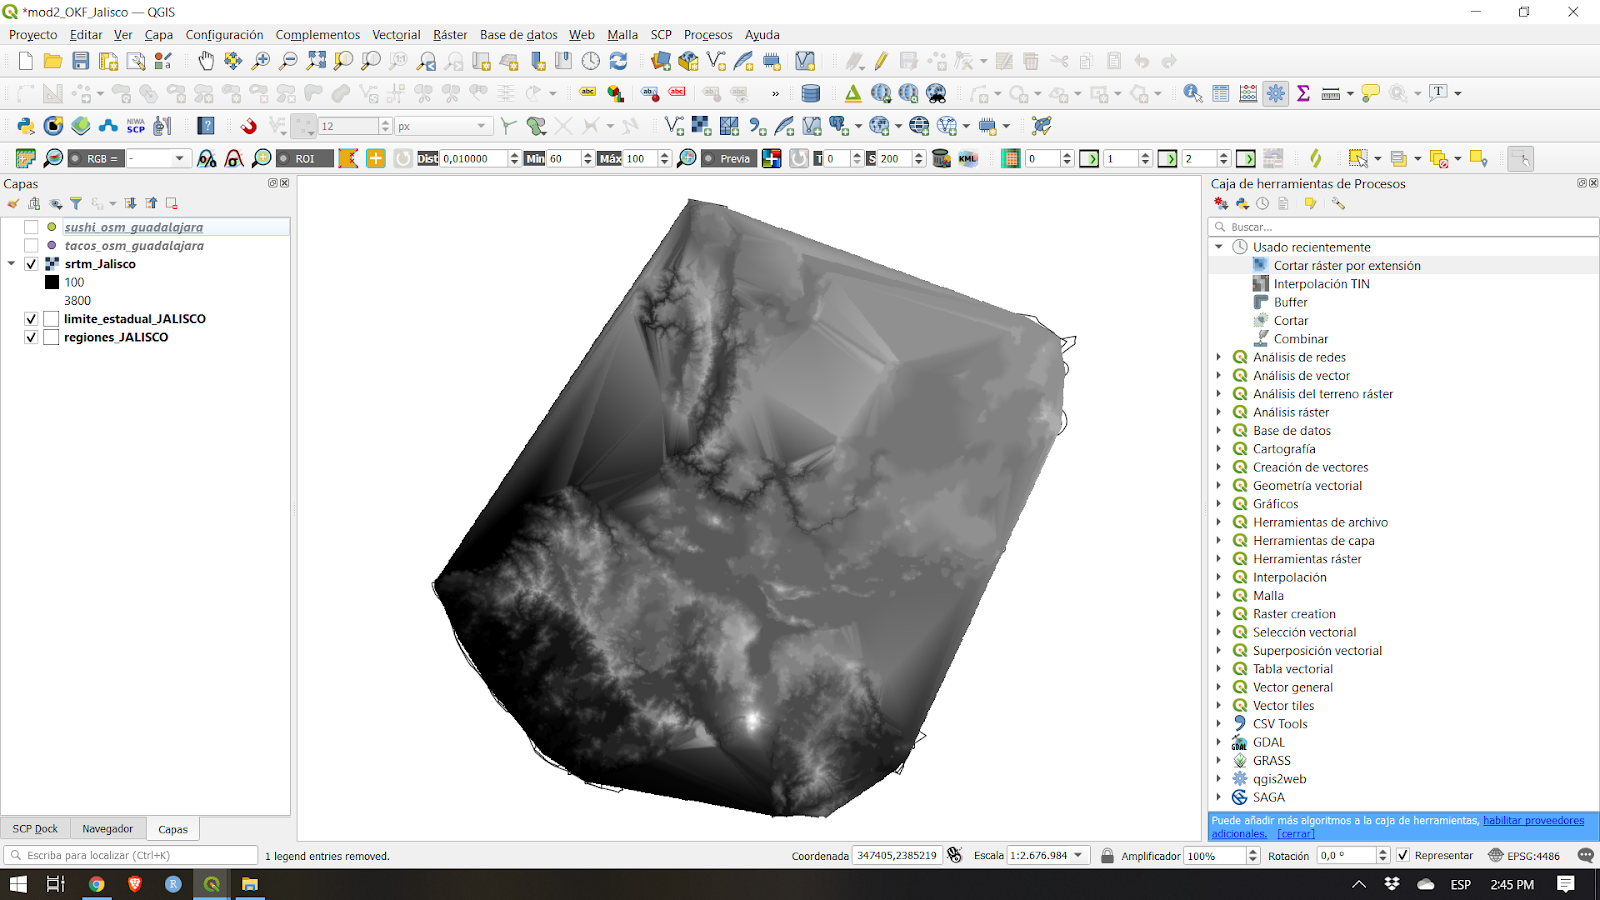 *mod2_OKF_Jalisco — QGIS
Proyecto Editar Ver Capa Configuración Complementos Vectorial Ráster Base de datos Web Malla SCP Procesos Ayuda
abc abc abc
»
T
NIWA
SCP
12 px
RGB = - ROI Dist 0,010000 Mín 60 Máx 100 Previa T 0 S 200 KML 0 1 2
Capas
sushi_osm_guadalajara
tacos_osm_guadalajara
srtm_Jalisco
100
3800
limite_estadual_JALISCO
regiones_JALISCO
SCP Dock Navegador Capas
Caja de herramientas de Procesos
Buscar...
Usado recientemente
Cortar ráster por extensión
Interpolación TIN
Buffer
Cortar
Combinar
Análisis de redes
Análisis de vector
Análisis del terreno ráster
Análisis ráster
Base de datos
Cartografía
Creación de vectores
Geometría vectorial
Gráficos
Herramientas de archivo
Herramientas de capa
Herramientas ráster
Interpolación
Malla
Raster creation
Selección vectorial
Superposición vectorial
Tabla vectorial
Vector general
Vector tiles
CSV Tools
GDAL
GRASS
qgis2web
SAGA
Puede añadir más algoritmos a la caja de herramientas, habilitar proveedores
adicionales. [cerrar]
Escriba para localizar (Ctrl+K) 1 legend entries removed. Coordenada 347405,2385219 Escala 1:2.676.984 Amplificador 100% Rotación 0,0 ° Representar EPSG:4486
ESP 2:45 PM